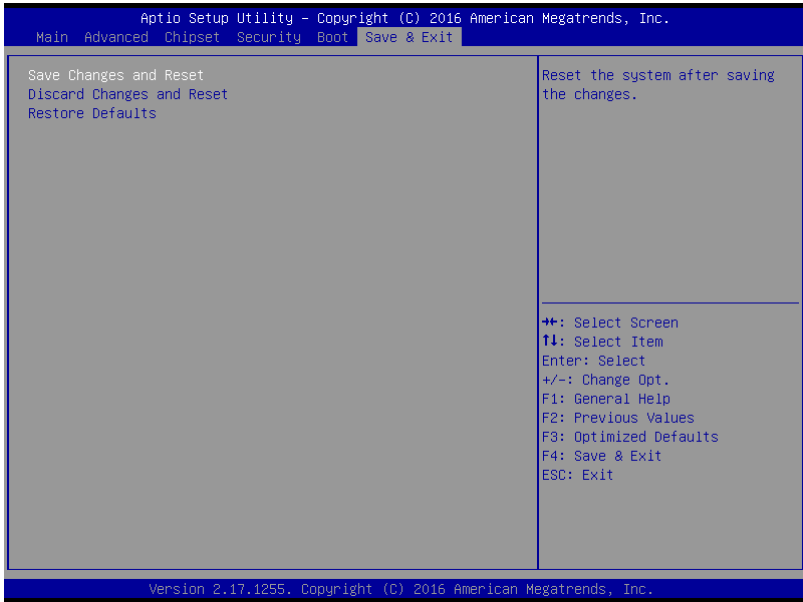 Aptio Setup Utility – Copyright (C) 2016 American Megatrends, Inc.
Main Advanced Chipset Security Boot Save & Exit
Save Changes and Reset
Discard Changes and Reset
Restore Defaults
Reset the system after saving
the changes.
→←: Select Screen
↑↓: Select Item
Enter: Select
+/-: Change Opt.
F1: General Help
F2: Previous Values
F3: Optimized Defaults
F4: Save & Exit
ESC: Exit
Version 2.17.1255. Copyright (C) 2016 American Megatrends, Inc.